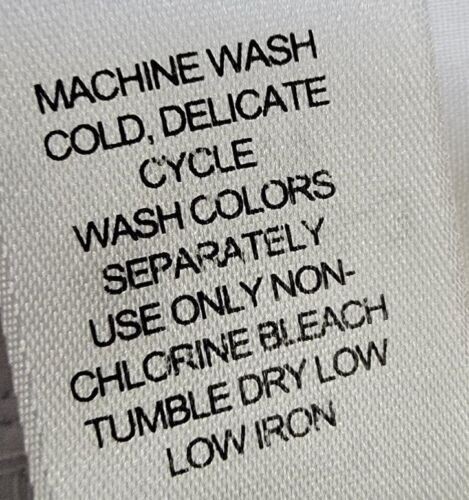 MACHINE WASH
COLD, DELICATE
CYCLE
WASH COLORS
SEPARATELY
USE ONLY NON-
CHLORINE BLEACH
TUMBLE DRY LOW
LOW IRON